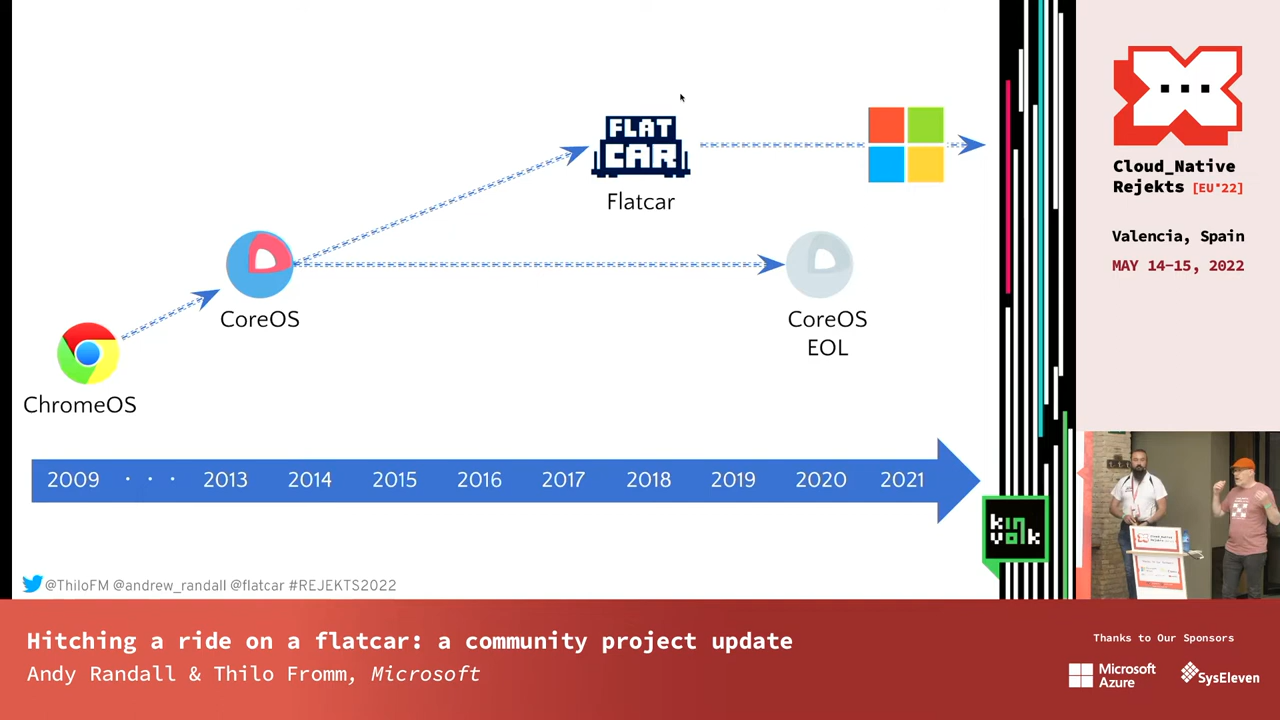 FLAT
CAR
Flatcar
CoreOS
CoreOS
EOL
ChromeOS
2009 · · · 2013 2014 2015 2016 2017 2018 2019 2020 2021
kin
volk
@ThiloFM @andrew_randall @flatcar #REJEKTS2022
Cloud_Native
Rejekts [EU*22]
Valencia, Spain
MAY 14-15, 2022
Cloud_Native
Rejekts
Hitching a ride on a flatcar: a community project update
Andy Randall & Thilo Fromm, Microsoft
Thanks to Our Sponsors
Microsoft
Azure
SysEleven